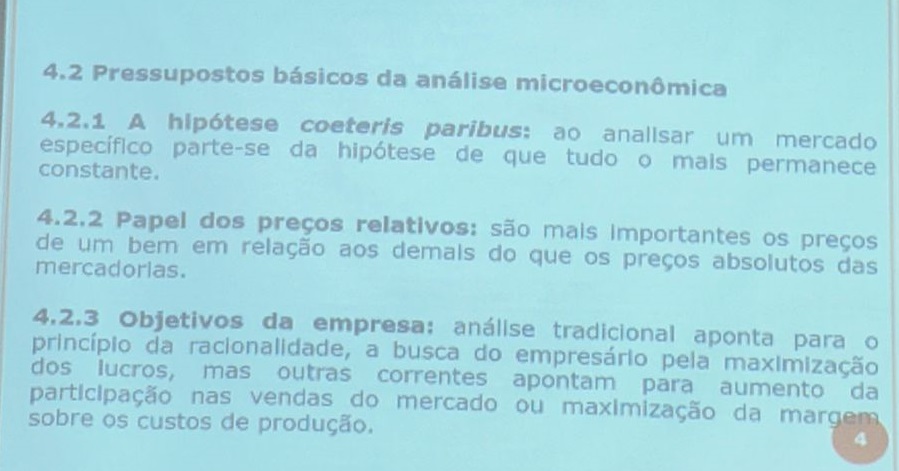 4.2 Pressupostos básicos da análise microeconômica
4.2.1 A hipótese coeteris paribus: ao analisar um mercado
específico parte-se da hipótese de que tudo o mais permanece
constante.
4.2.2 Papel dos preços relativos: são mais importantes os preços
de um bem em relação aos demais do que os preços absolutos das
mercadorias.
4.2.3 Objetivos da empresa: análise tradicional aponta para o
princípio da racionalidade, a busca do empresário pela maximização
dos lucros, mas outras correntes apontam para aumento da
participação nas vendas do mercado ou maximização da margem
sobre os custos de produção.
4